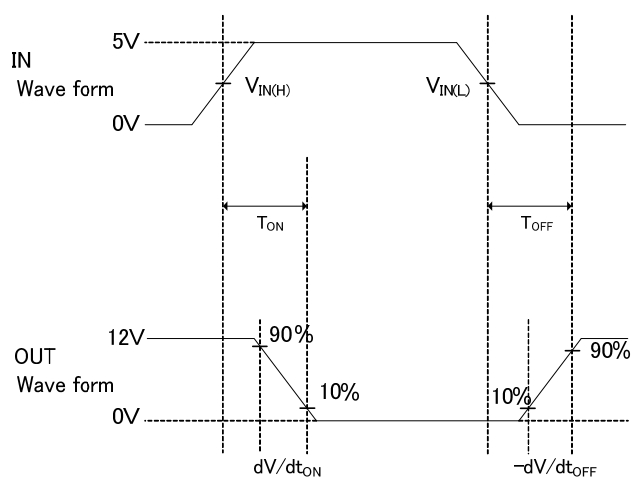 5V
IN
Wave form
V_IN(H)
V_IN(L)
0V
T_ON
T_OFF
12V
90%
OUT
Wave form
90%
10%
10%
0V
dV/dt_ON
-dV/dt_OFF